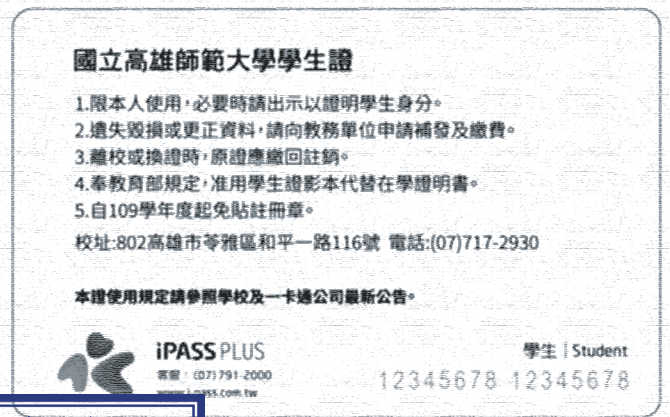 國立高雄師範大學學生證
1.限本人使用，必要時請出示以證明學生身分。
2.遺失毀損或更正資料，請向教務單位申請補發及繳費。
3.離校或換證時，原證應繳回註銷。
4.奉教育部規定，准用學生證影本代替在學證明書。
5.自109學年度起免貼註冊章。
校址:802高雄市苓雅區和平一路116號 電話:(07)717-2930
本證使用規定請參照學校及一卡通公司最新公告。
iPASS PLUS
學生 | Student
客服：(07)791-2000
12345678 12345678
www.i-pass.com.tw